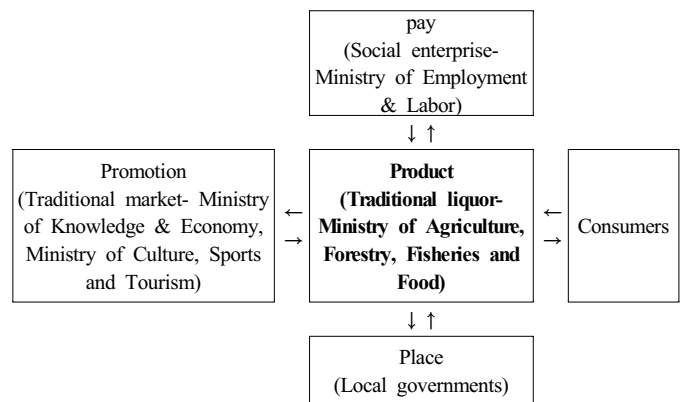 pay
(Social enterprise-
Ministry of Employment
& Labor)
↓ ↑
Promotion
(Traditional market- Ministry
of Knowledge & Economy,
Ministry of Culture, Sports
and Tourism)
←
→
Product
(Traditional liquor-
Ministry of Agriculture,
Forestry, Fisheries and
Food)
←
→
Consumers
↓ ↑
Place
(Local governments)